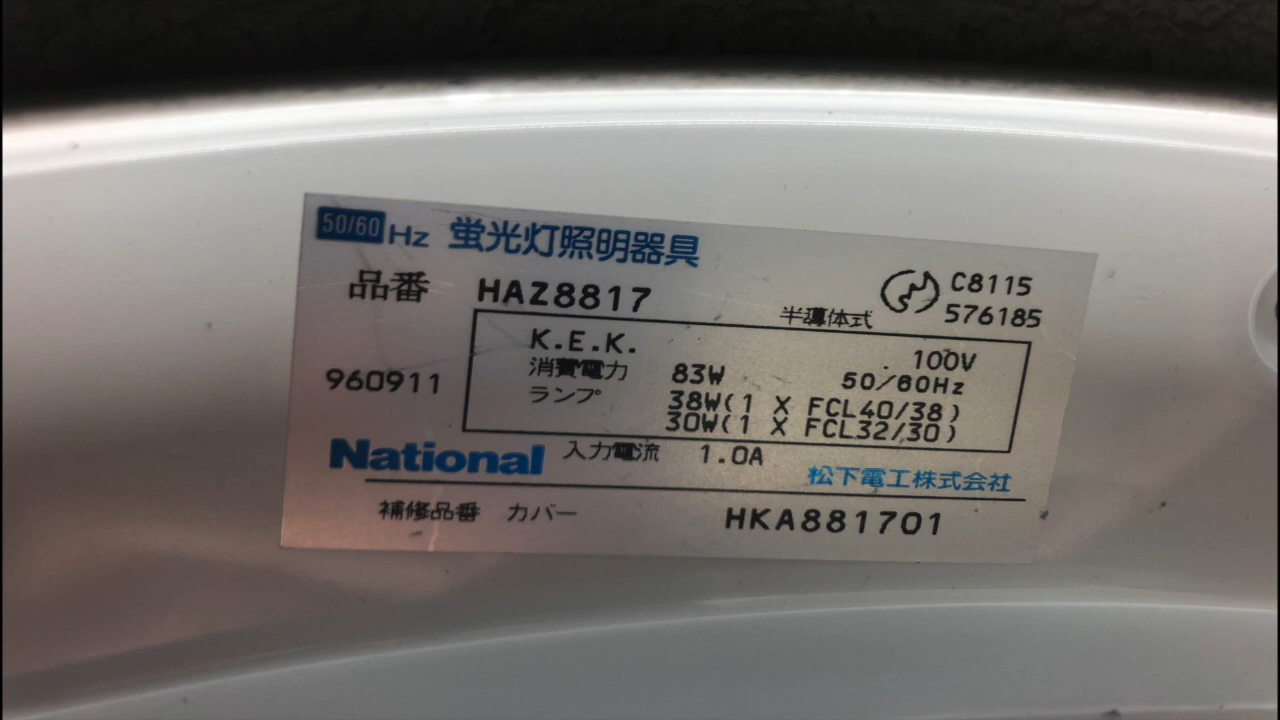 50/60 Hz 蛍光灯照明器具
品番 HAZ8817
C8115
576185
半導体式
K.E.K. 100V
消費電力 83W 50/60Hz
ランプ 38W(1 X FCL40/38)
30W(1 X FCL32/30)
960911
National 入力電流 1.0A
松下電工株式会社
補修品番 カバー HKA881701